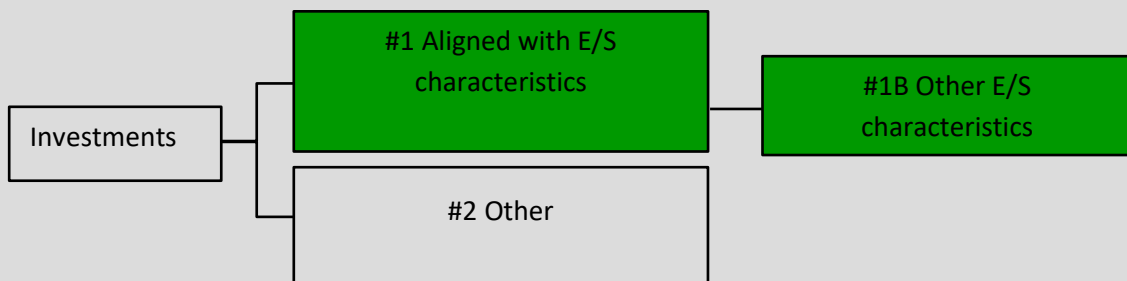 #1 Aligned with E/S
characteristics
#1B Other E/S
characteristics
Investments
#2 Other